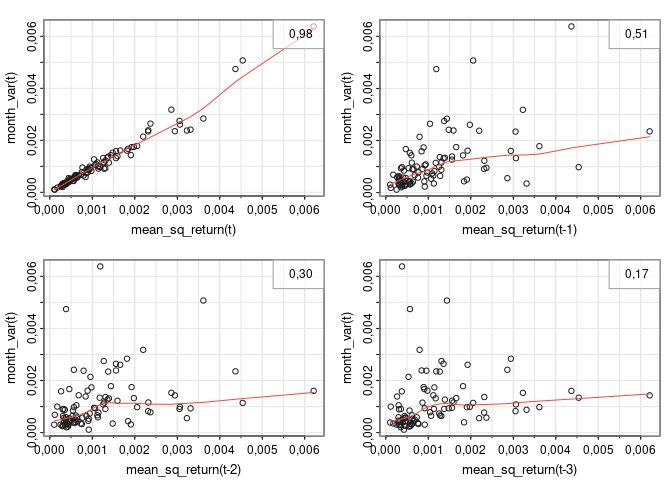 0,98
month_var(t)
0,000 0,002 0,004 0,006
0,000 0,001 0,002 0,003 0,004 0,005 0,006
mean_sq_return(t)
0,51
month_var(t)
0,000 0,002 0,004 0,006
0,000 0,001 0,002 0,003 0,004 0,005 0,006
mean_sq_return(t-1)
0,30
month_var(t)
0,000 0,002 0,004 0,006
0,000 0,001 0,002 0,003 0,004 0,005 0,006
mean_sq_return(t-2)
0,17
month_var(t)
0,000 0,002 0,004 0,006
0,000 0,001 0,002 0,003 0,004 0,005 0,006
mean_sq_return(t-3)